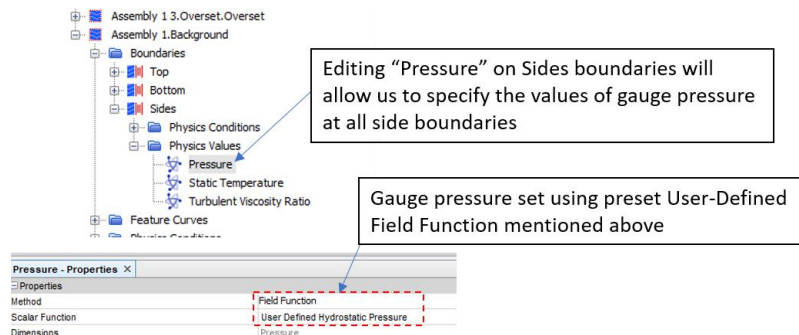 Assembly 1 3.Overset.Overset
Assembly 1.Background
Boundaries
Top
Bottom
Sides
Physics Conditions
Physics Values
Pressure
Static Temperature
Turbulent Viscosity Ratio
Feature Curves
Physics Conditions
Editing “Pressure” on Sides boundaries will
allow us to specify the values of gauge pressure
at all side boundaries
Gauge pressure set using preset User-Defined
Field Function mentioned above
Pressure - Properties ×
Properties
Method Field Function
Scalar Function User Defined Hydrostatic Pressure
Dimensions Pressure